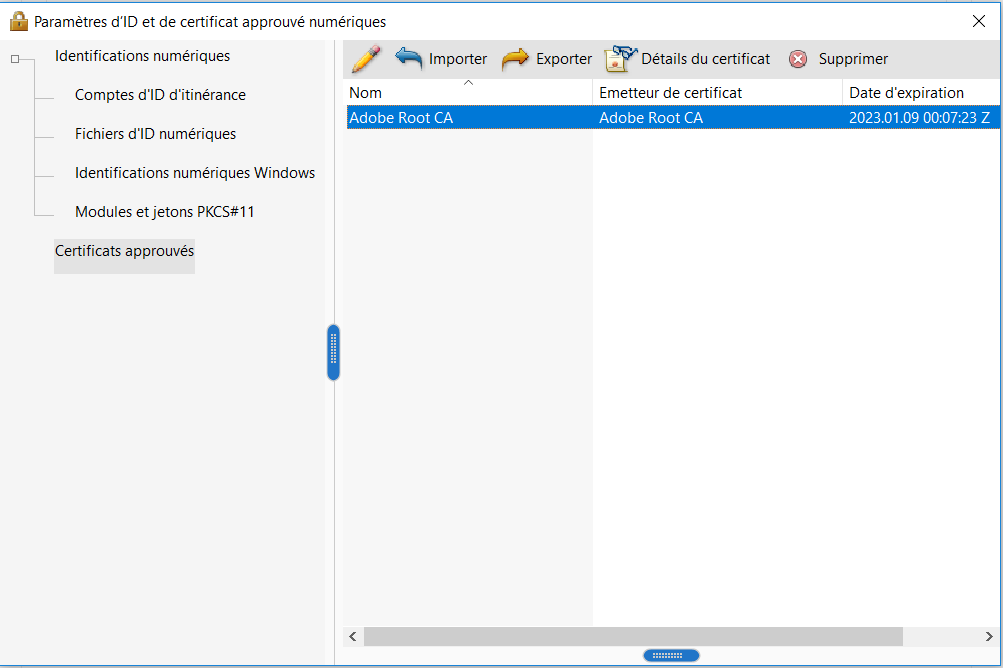 Paramètres d'ID et de certificat approuvé numériques
Identifications numériques
Comptes d'ID d'itinérance
Fichiers d'ID numériques
Identifications numériques Windows
Modules et jetons PKCS#11
Certificats approuvés
Importer Exporter Détails du certificat Supprimer
Nom Emetteur de certificat Date d'expiration
Adobe Root CA Adobe Root CA 2023.01.09 00:07:23 Z